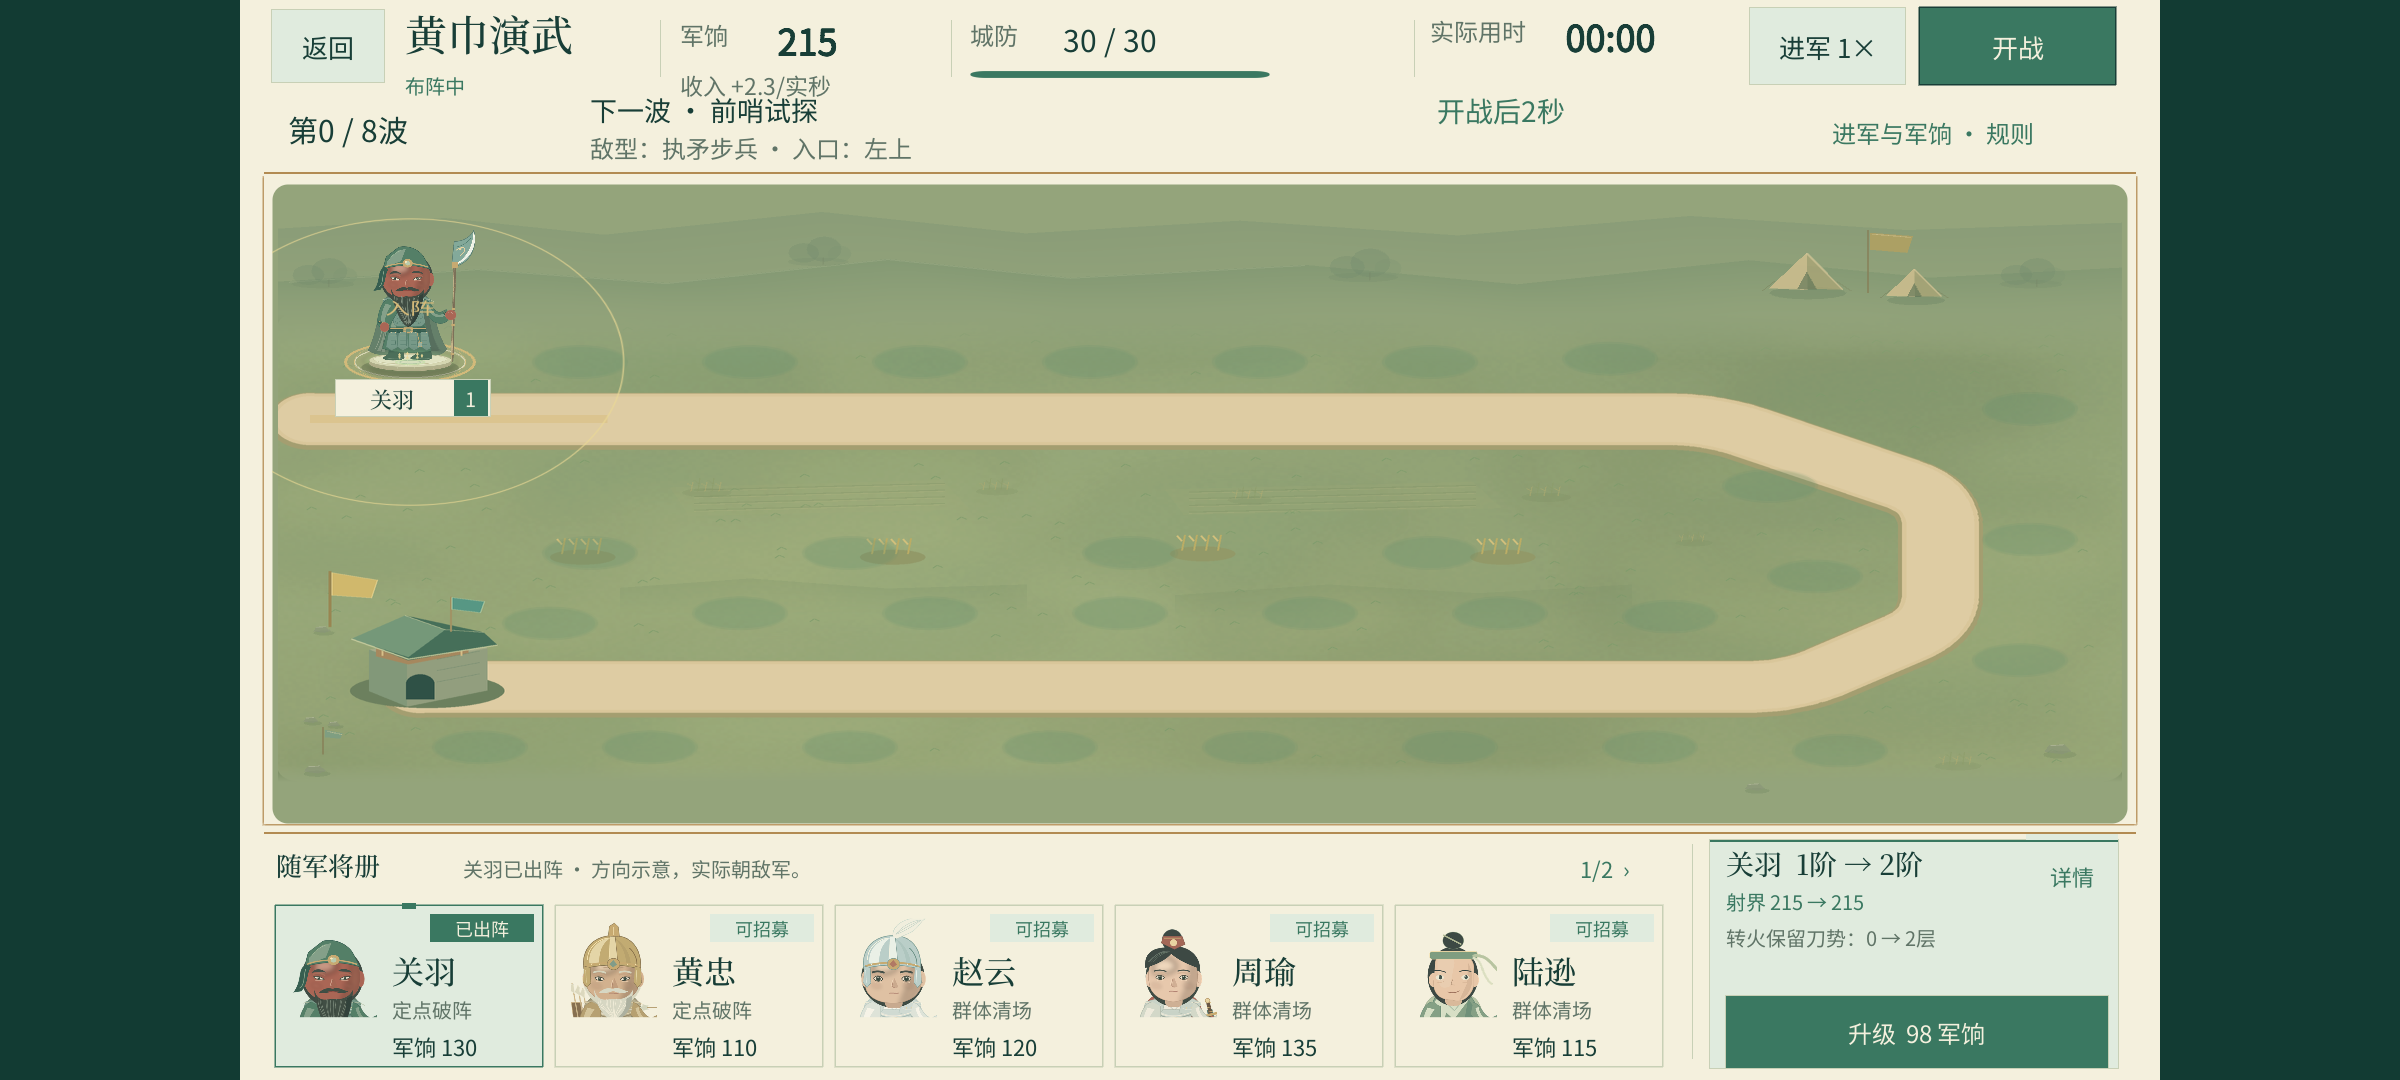 返回
黄巾演武
布阵中
军饷 215
收入 +2.3/实秒
城防 30 / 30
实际用时 00:00
进军 1×
开战
第0 / 8波
下一波 · 前哨试探
敌型：执矛步兵 · 入口：左上
开战后2秒
进军与军饷 · 规则
入阵
关羽 1
随军将册
关羽已出阵 · 方向示意，实际朝敌军。
1/2 ›
已出阵
关羽
定点破阵
军饷 130
可招募
黄忠
定点破阵
军饷 110
可招募
赵云
群体清场
军饷 120
可招募
周瑜
群体清场
军饷 135
可招募
陆逊
群体清场
军饷 115
关羽 1阶→2阶
详情
射界 215→215
转火保留刀势：0→2层
升级 98 军饷